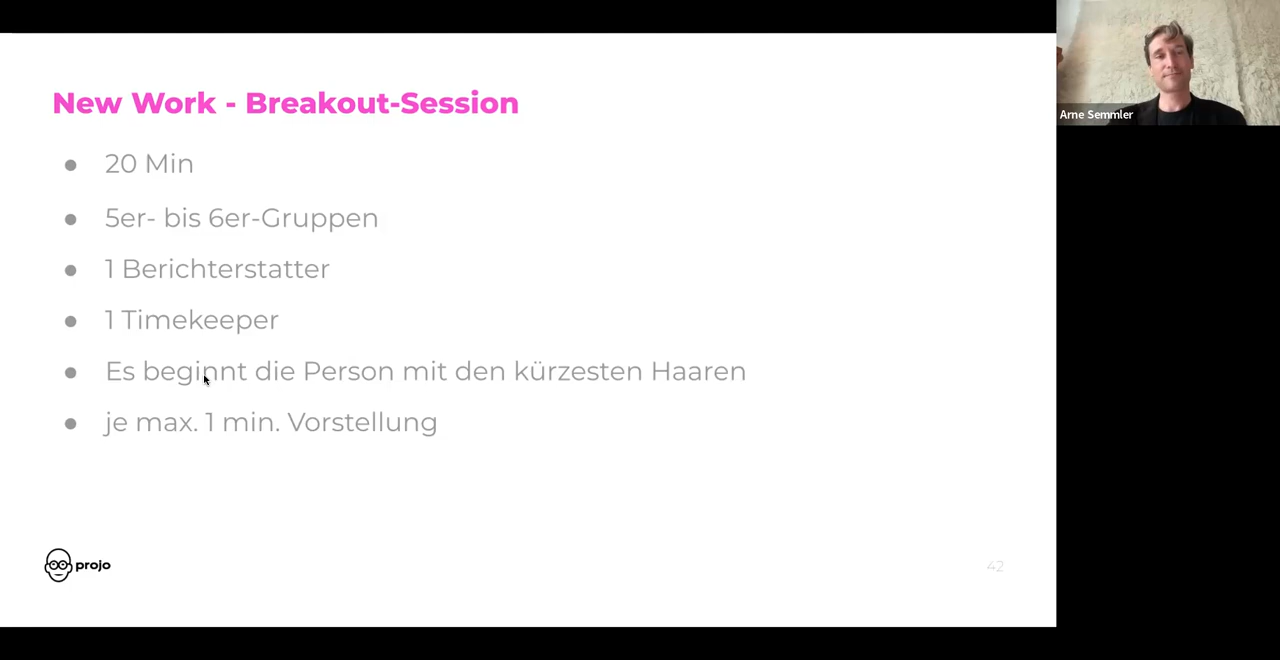 New Work - Breakout-Session
● 20 Min
● 5er- bis 6er-Gruppen
● 1 Berichterstatter
● 1 Timekeeper
● Es beginnt die Person mit den kürzesten Haaren
● je max. 1 min. Vorstellung
projo
42
Arne Semmler